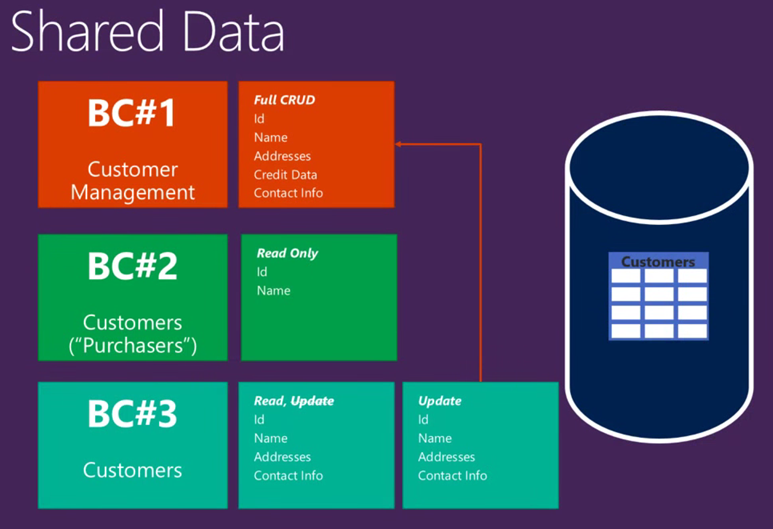 Shared Data
BC#1
Customer
Management
Full CRUD
Id
Name
Addresses
Credit Data
Contact Info
BC#2
Customers
(“Purchasers”)
Read Only
Id
Name
BC#3
Customers
Read, Update
Id
Name
Addresses
Contact Info
Update
Id
Name
Addresses
Contact Info
Customers